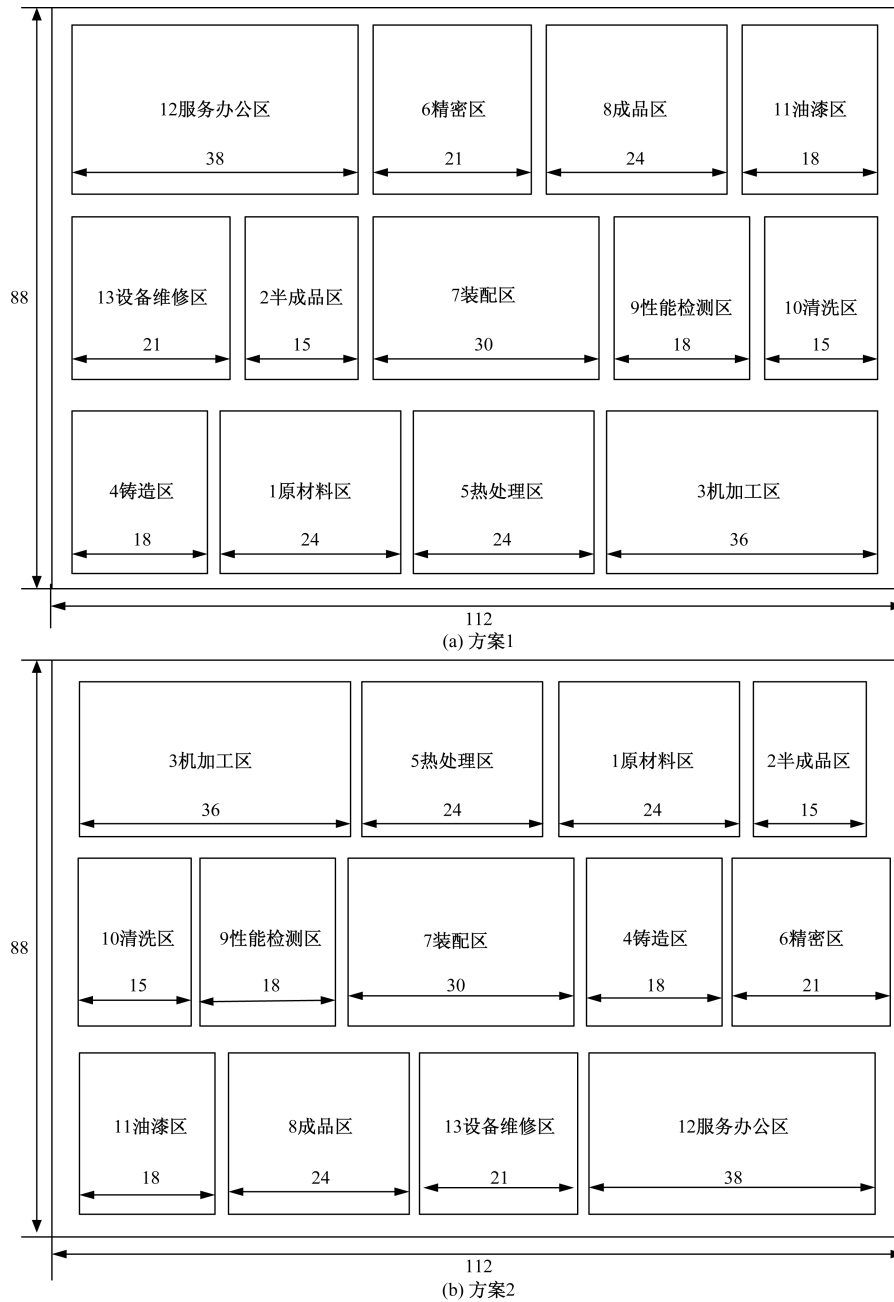 12服务办公区 6精密区 8成品区 11油漆区
38 21 24 18
88
13设备维修区 2半成品区 7装配区 9性能检测区 10清洗区
21 15 30 18 15
4铸造区 1原材料区 5热处理区 3机加工区
18 24 24 36
112
(a) 方案1
3机加工区 5热处理区 1原材料区 2半成品区
36 24 24 15
88
10清洗区 9性能检测区 7装配区 4铸造区 6精密区
15 18 30 18 21
11油漆区 8成品区 13设备维修区 12服务办公区
18 24 21 38
112
(b) 方案2